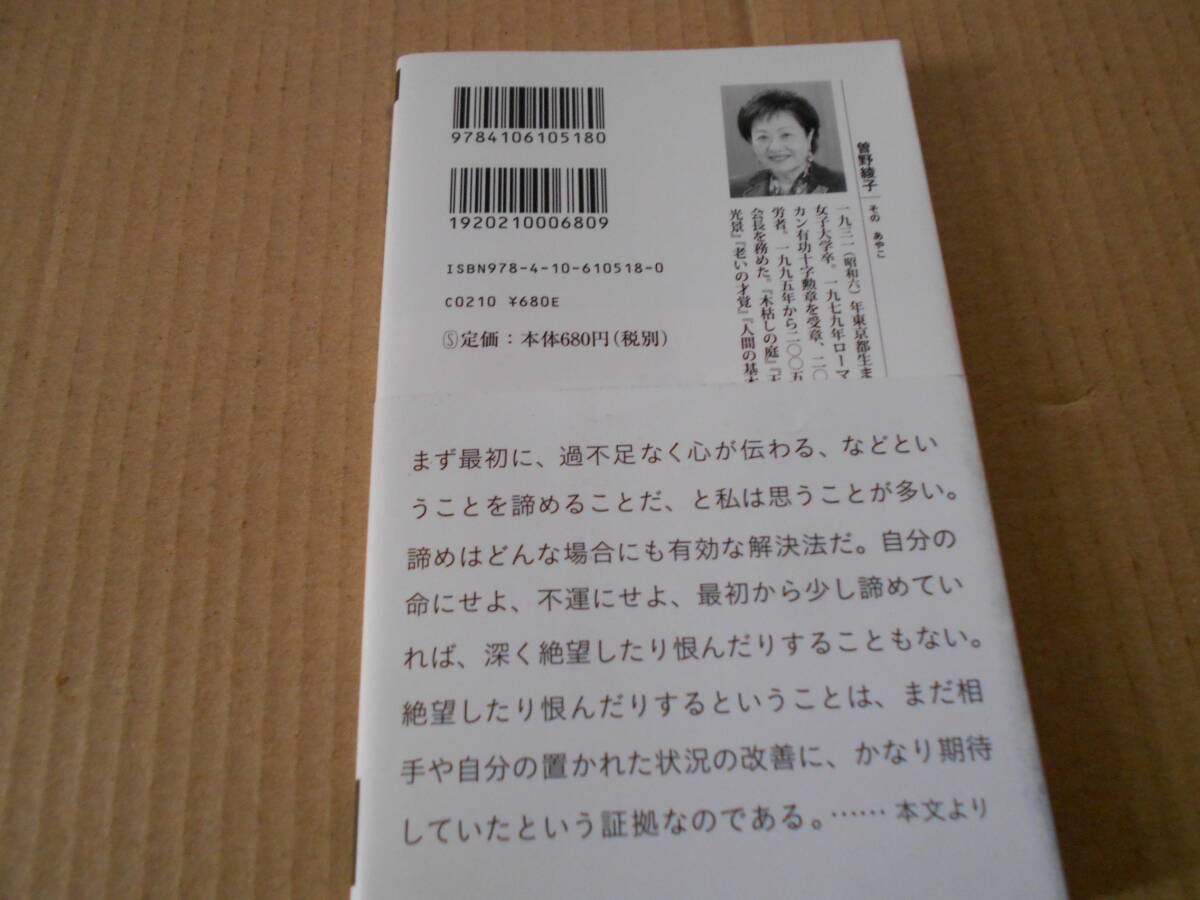 9784106105180
1920210006809
ISBN978-4-10-610518-0
C0210 ¥680E
Ⓢ定価：本体680円（税別）
曽野綾子 その あやこ
一九三一（昭和六）年東京都生ま
女子大学卒。一九七九年ローマ
カン有功十字勲章を受章、二〇
労者。一九九五年から二〇〇五
会長を務めた。『木枯しの庭』『天
光景』『老いの才覚』『人間の基本
まず最初に、過不足なく心が伝わる、などとい
うことを諦めることだ、と私は思うことが多い。
諦めはどんな場合にも有効な解決法だ。自分の
命にせよ、不運にせよ、最初から少し諦めてい
れば、深く絶望したり恨んだりすることもない。
絶望したり恨んだりするということは、まだ相
手や自分の置かれた状況の改善に、かなり期待
していたという証拠なのである。……本文より